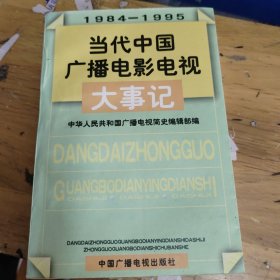 1984－1995
当代中国
广播电影电视
大事记
中华人民共和国广播电视简史编辑部编
DANGDAIZHONGGUO
GUANGBODIANYINGDIANSHI
DANGDAIZHONGGUOGUANGBODIANYINGDIANSHIDASHIJI
中国广播电视出版社